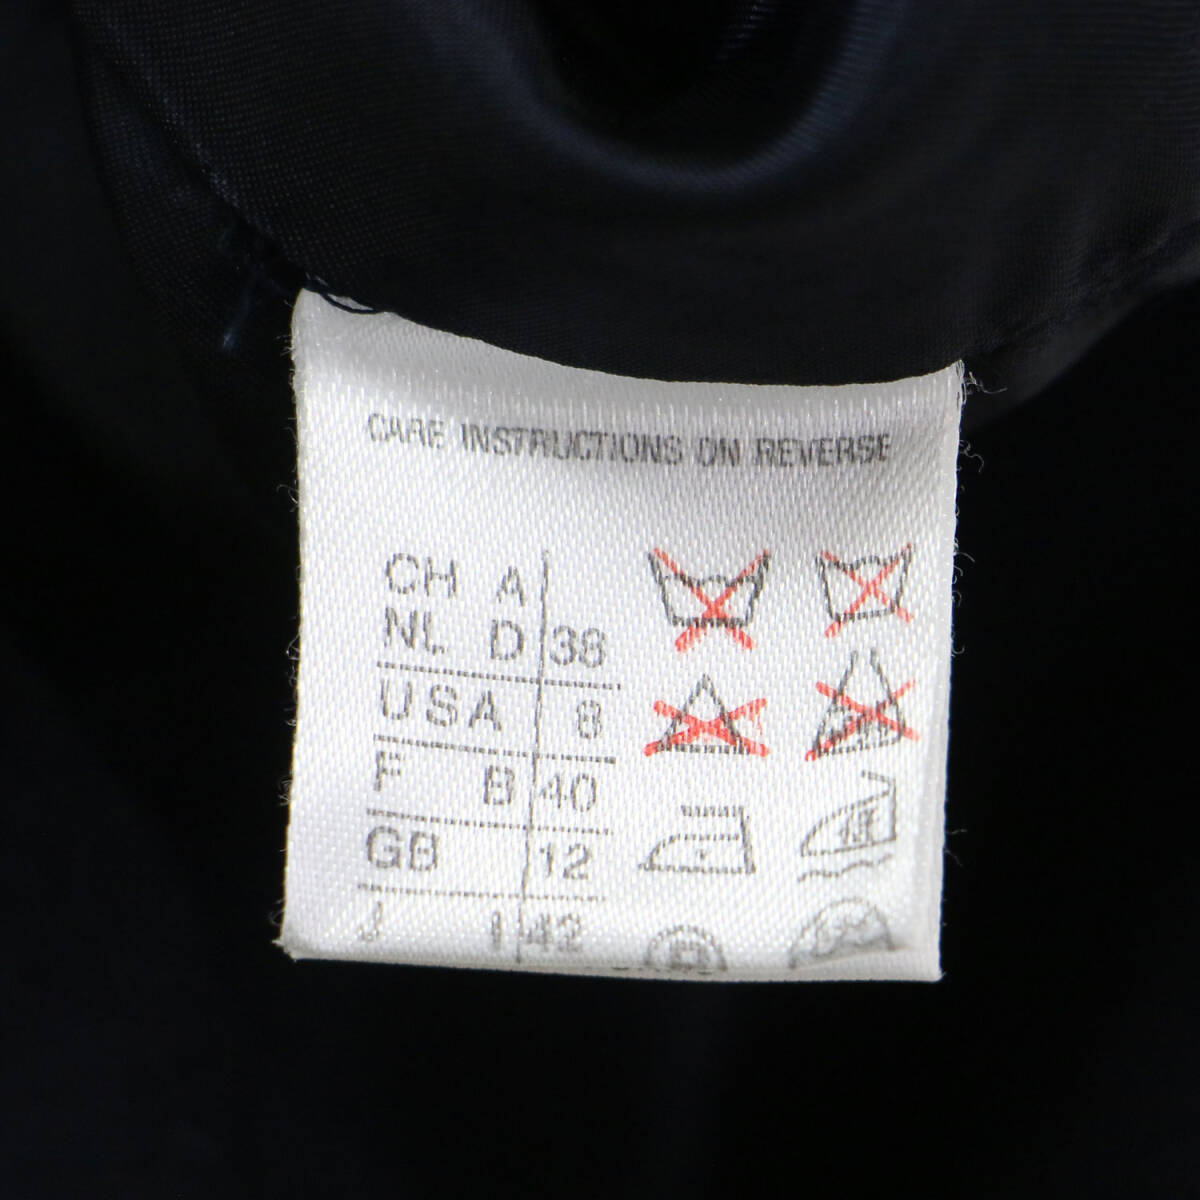 CARE INSTRUCTIONS ON REVERSE
CH A
NL D 38
USA 8
F B 40
GB 12
J I 42